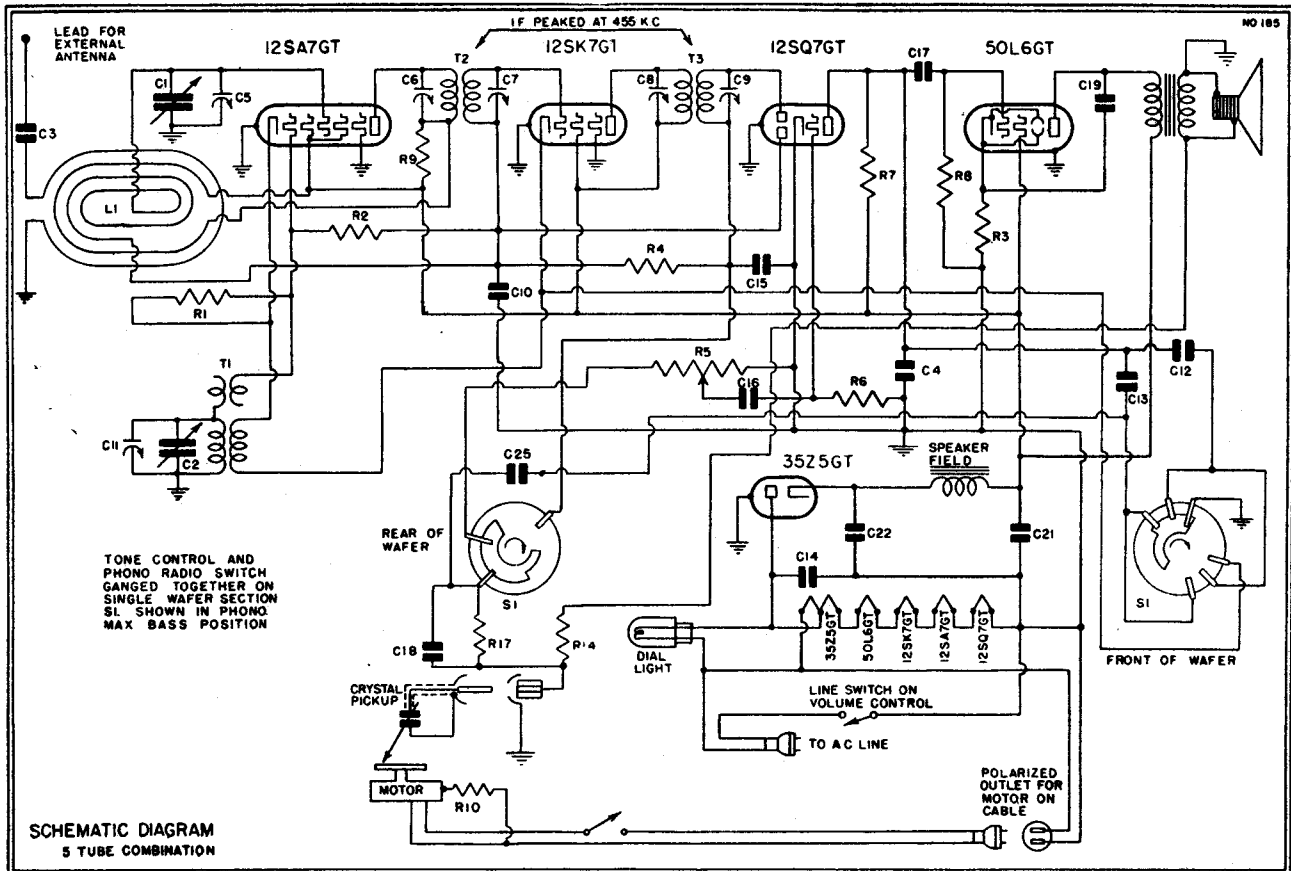 NO 185
LEAD FOR
EXTERNAL
ANTENNA
IF PEAKED AT 455 KC
12SA7GT
12SK7GT
12SQ7GT
50L6GT
T2
T3
C1
C5
C6
C7
C8
C9
C17
C19
C3
R9
R7
R8
R3
L1
R2
R4
C15
C10
R1
T1
R5
C16
R6
C4
C12
C13
C11
C2
C25
35Z5GT
SPEAKER
FIELD
C22
C21
C14
REAR OF
WAFER
S1
TONE CONTROL AND
PHONO RADIO SWITCH
GANGED TOGETHER ON
SINGLE WAFER SECTION
S1. SHOWN IN PHONO
MAX BASS POSITION
C18
R17
R14
DIAL
LIGHT
35Z5GT
50L6GT
12SK7GT
12SA7GT
12SQ7GT
S1
FRONT OF WAFER
CRYSTAL
PICKUP
LINE SWITCH ON
VOLUME CONTROL
TO AC LINE
MOTOR
R10
POLARIZED
OUTLET FOR
MOTOR ON
CABLE
SCHEMATIC DIAGRAM
5 TUBE COMBINATION